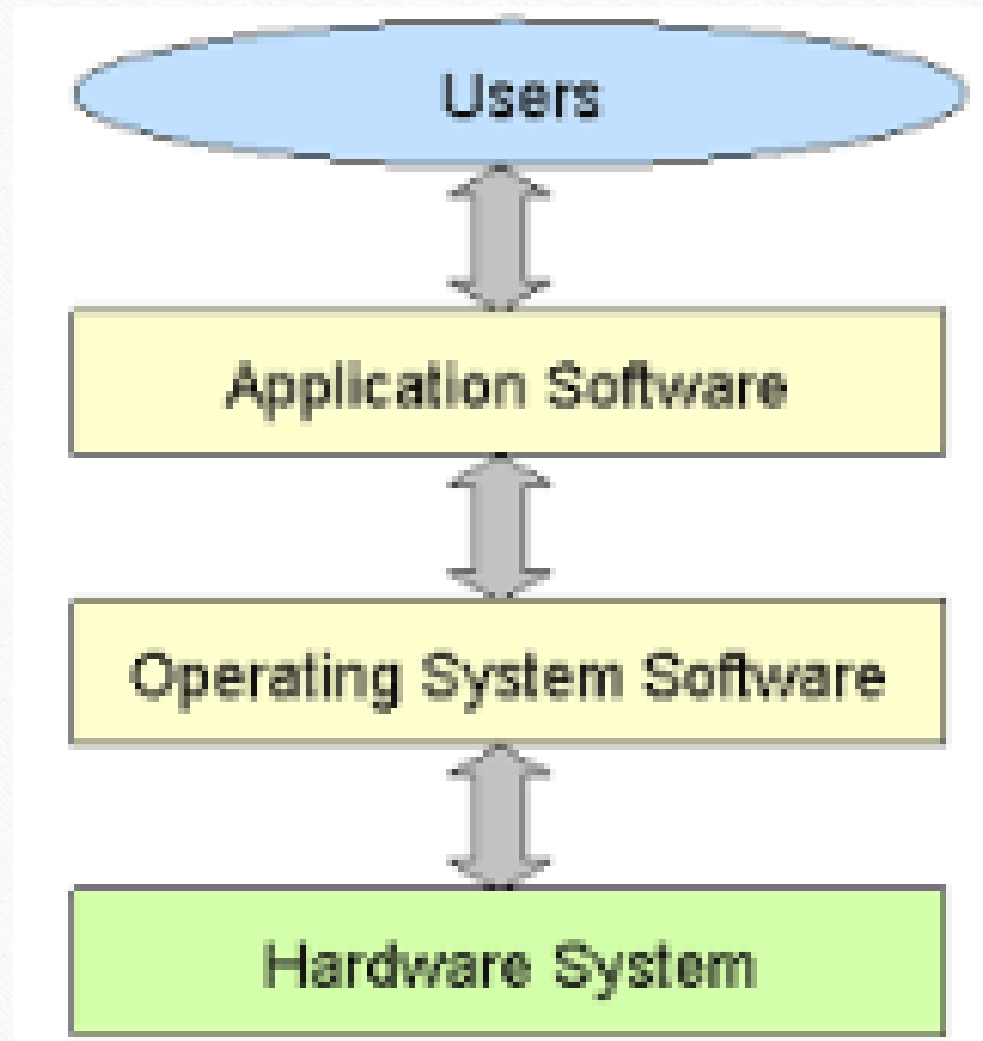 Users
Application Software
Operating System Software
Hardware System